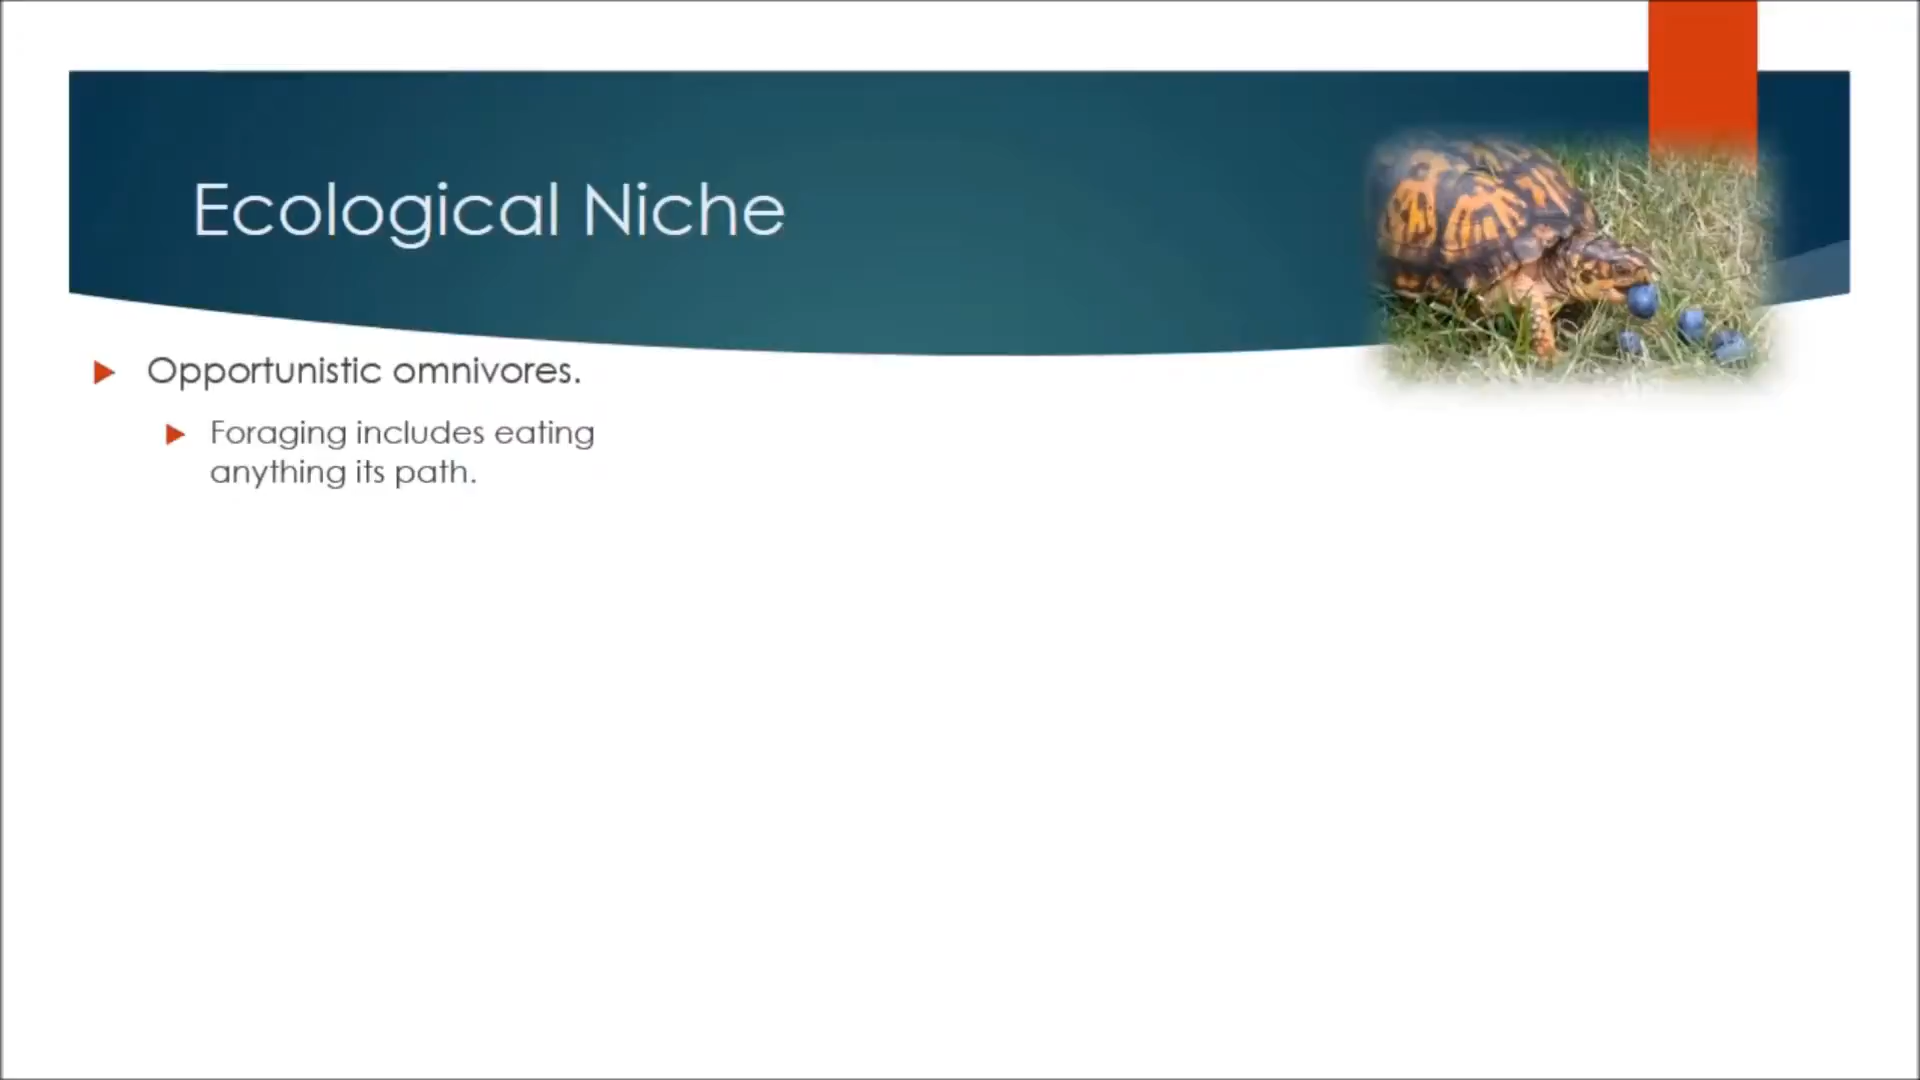 Ecological Niche
Opportunistic omnivores.
Foraging includes eating
anything its path.